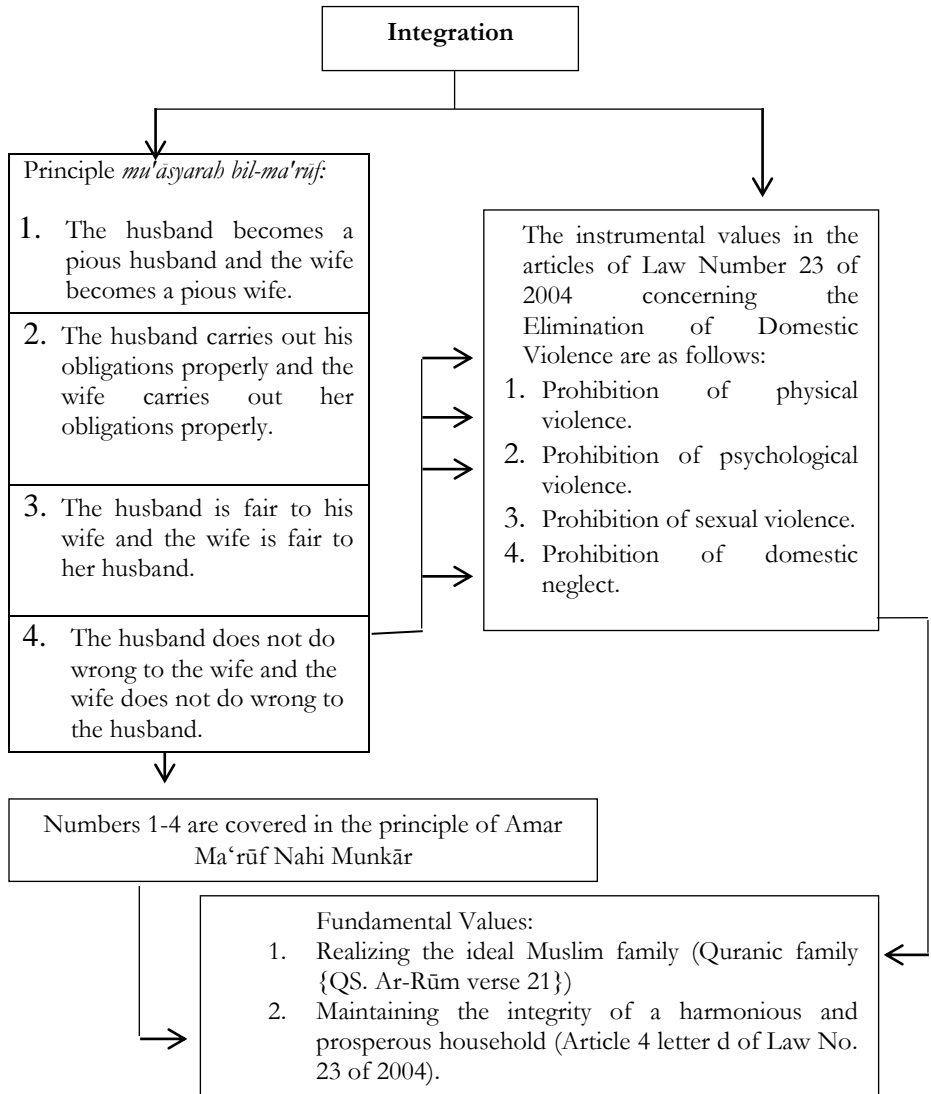 Integration
Principle mu'āsyarah bil-ma'rūf:
1. The husband becomes a
pious husband and the wife
becomes a pious wife.
2. The husband carries out his
obligations properly and the
wife carries out her
obligations properly.
3. The husband is fair to his
wife and the wife is fair to
her husband.
4. The husband does not do
wrong to the wife and the
wife does not do wrong to
the husband.
The instrumental values in the
articles of Law Number 23 of
2004 concerning the
Elimination of Domestic
Violence are as follows:
1. Prohibition of physical
violence.
2. Prohibition of psychological
violence.
3. Prohibition of sexual violence.
4. Prohibition of domestic
neglect.
Numbers 1-4 are covered in the principle of Amar
Ma‘rūf Nahi Munkār
Fundamental Values:
1. Realizing the ideal Muslim family (Quranic family
{QS. Ar-Rūm verse 21})
2. Maintaining the integrity of a harmonious and
prosperous household (Article 4 letter d of Law No.
23 of 2004).